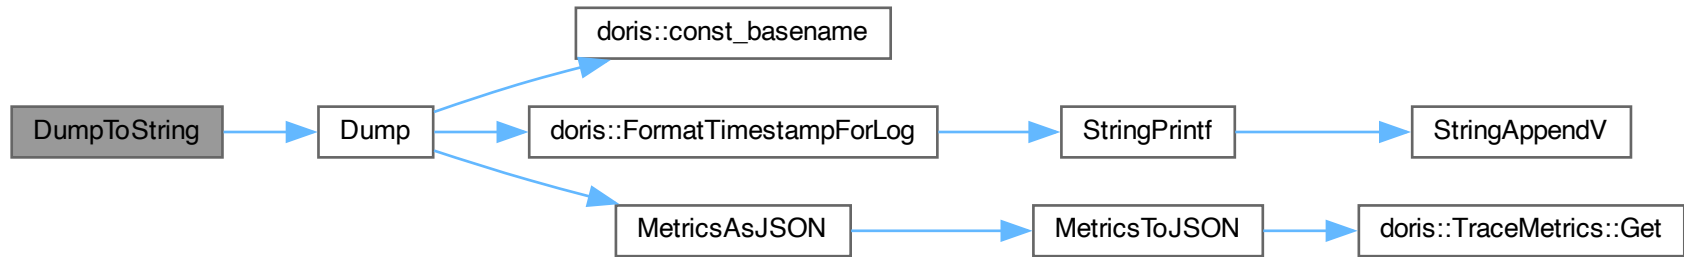 doris::const_basename
DumpToString
Dump
doris::FormatTimestampForLog
StringPrintf
StringAppendV
MetricsAsJSON
MetricsToJSON
doris::TraceMetrics::Get